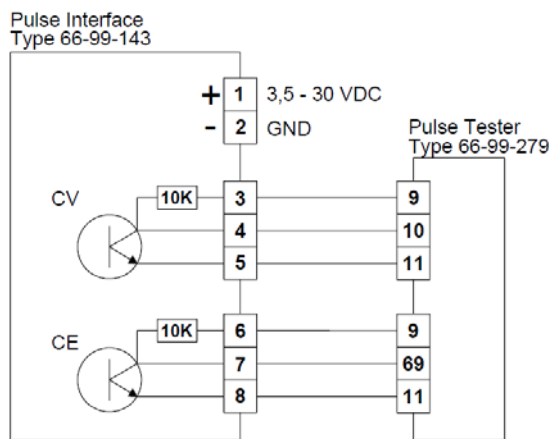 Pulse Interface
Type 66-99-143
+ 1 3,5 - 30 VDC
- 2 GND
Pulse Tester
Type 66-99-279
CV 10K 3 9
4 10
5 11
CE 10K 6 9
7 69
8 11